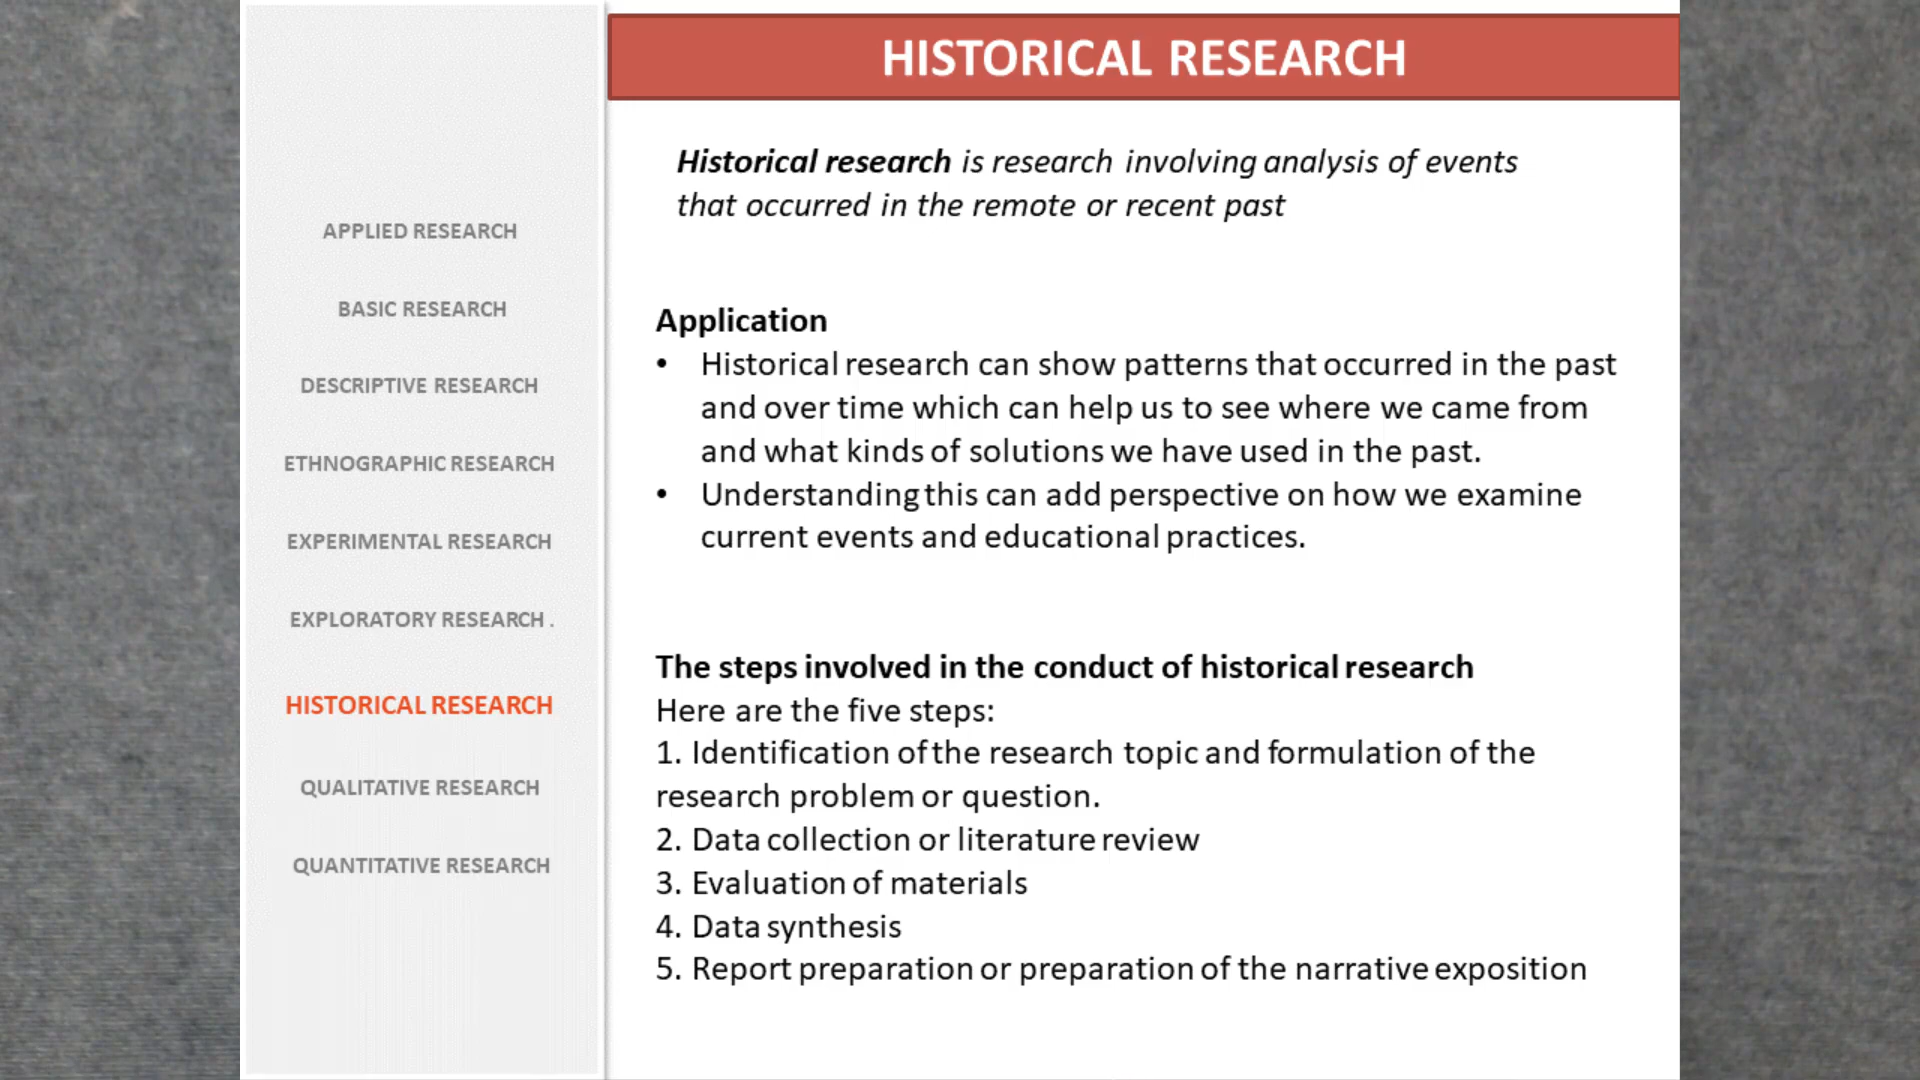 HISTORICAL RESEARCH
APPLIED RESEARCH
BASIC RESEARCH
DESCRIPTIVE RESEARCH
ETHNOGRAPHIC RESEARCH
EXPERIMENTAL RESEARCH
EXPLORATORY RESEARCH .
HISTORICAL RESEARCH
QUALITATIVE RESEARCH
QUANTITATIVE RESEARCH
Historical research is research involving analysis of events
that occurred in the remote or recent past
Application
• Historical research can show patterns that occurred in the past
and over time which can help us to see where we came from
and what kinds of solutions we have used in the past.
• Understanding this can add perspective on how we examine
current events and educational practices.
The steps involved in the conduct of historical research
Here are the five steps:
1. Identification of the research topic and formulation of the
research problem or question.
2. Data collection or literature review
3. Evaluation of materials
4. Data synthesis
5. Report preparation or preparation of the narrative exposition